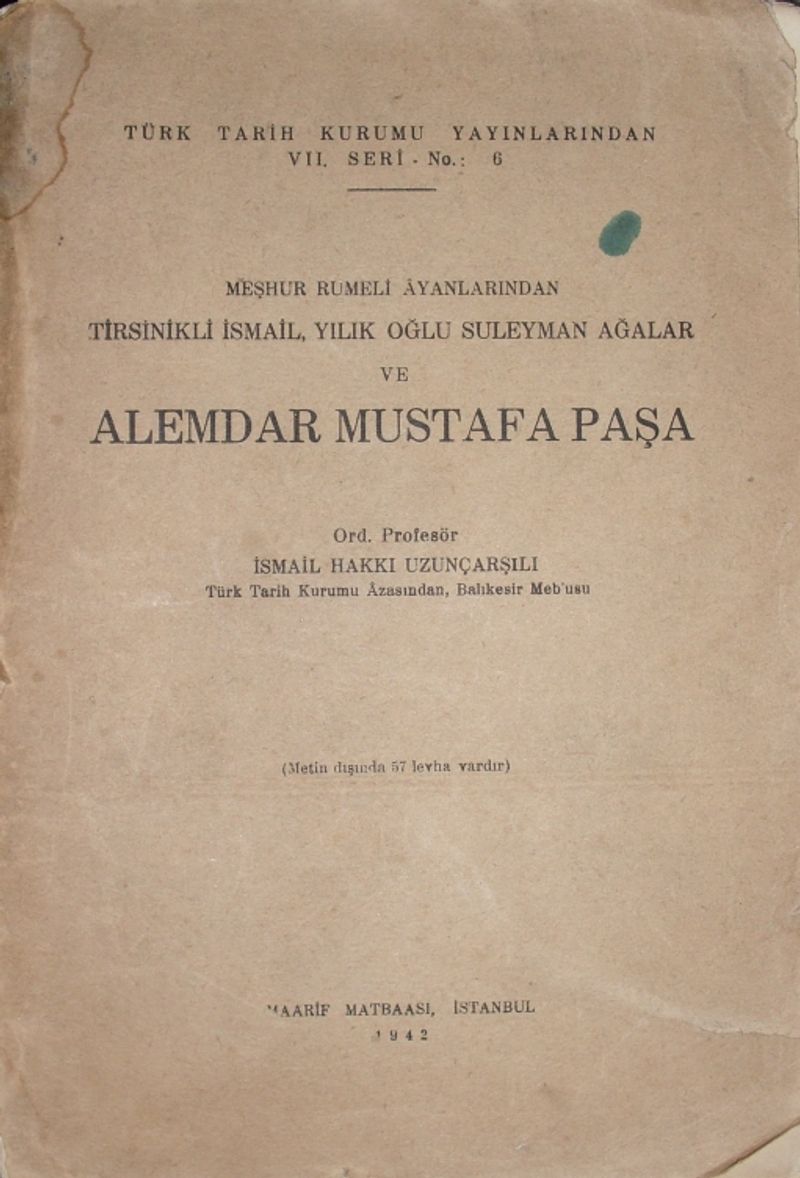 TÜRK TARİH KURUMU YAYINLARINDAN
VII. SERİ - No.: 6
MEŞHUR RUMELİ ÂYANLARINDAN
TİRSİNİKLİ İSMAİL, YILIK OĞLU SULEYMAN AĞALAR
VE
ALEMDAR MUSTAFA PAŞA
Ord. Profesör
İSMAİL HAKKI UZUNÇARŞILI
Türk Tarih Kurumu Âzasından, Balıkesir Meb'usu
(Metin dışında 57 levha vardır)
MAARİF MATBAASI, İSTANBUL
1942